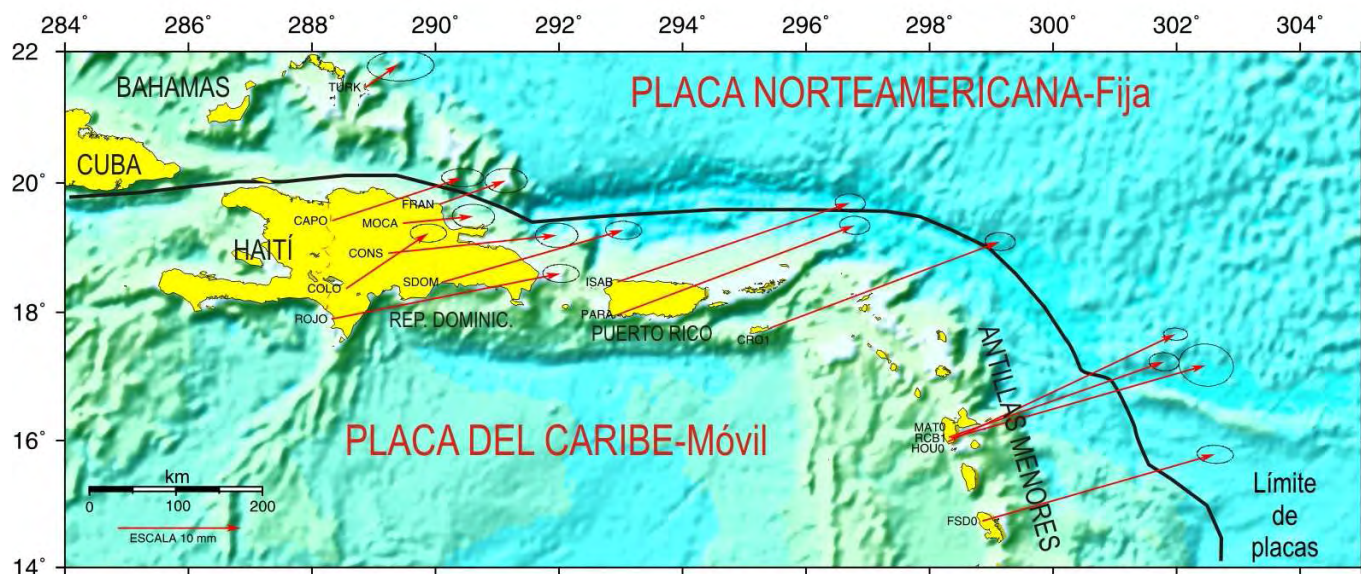 284° 286° 288° 290° 292° 294° 296° 298° 300° 302° 304°
22°
BAHAMAS
TURK
PLACA NORTEAMERICANA-Fija
CUBA
20°
CAPO
FRAN
MOCA
HAITÍ
CONS
COLO
SDOM
ISAB
18°
ROJO
REP. DOMINIC.
PARA
PUERTO RICO
CRO1
ANTILLAS MENORES
PLACA DEL CARIBE-Móvil
16°
MAT0
RCB1
HOU0
km
0 100 200
ESCALA 10 mm
FSD0
Límite
de
placas
14°